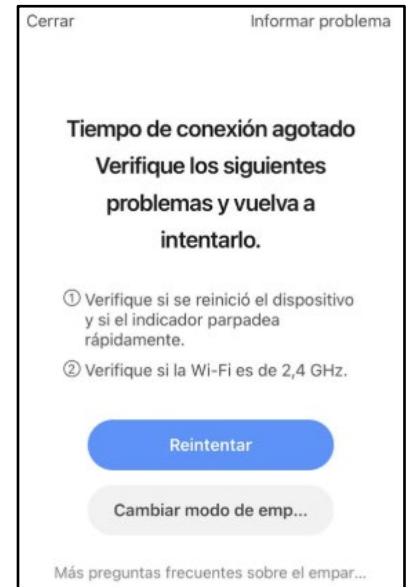 Cerrar Informar problema
Tiempo de conexión agotado
Verifique los siguientes
problemas y vuelva a
intentarlo.
① Verifique si se reinició el dispositivo
y si el indicador parpadea
rápidamente.
② Verifique si la Wi-Fi es de 2,4 GHz.
Reintentar
Cambiar modo de emp...
Más preguntas frecuentes sobre el empar...